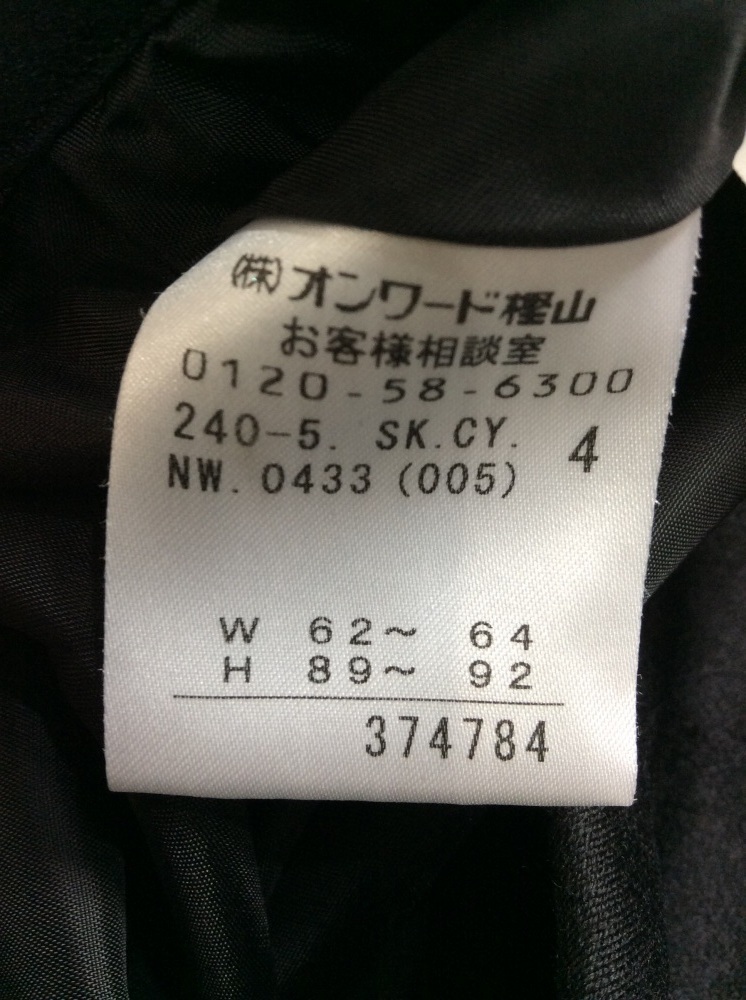 (株)オンワード樫山
お客様相談室
0120-58-6300
240-5. SK.CY. 4
NW. 0433 (005)
W 62～ 64
H 89～ 92
374784